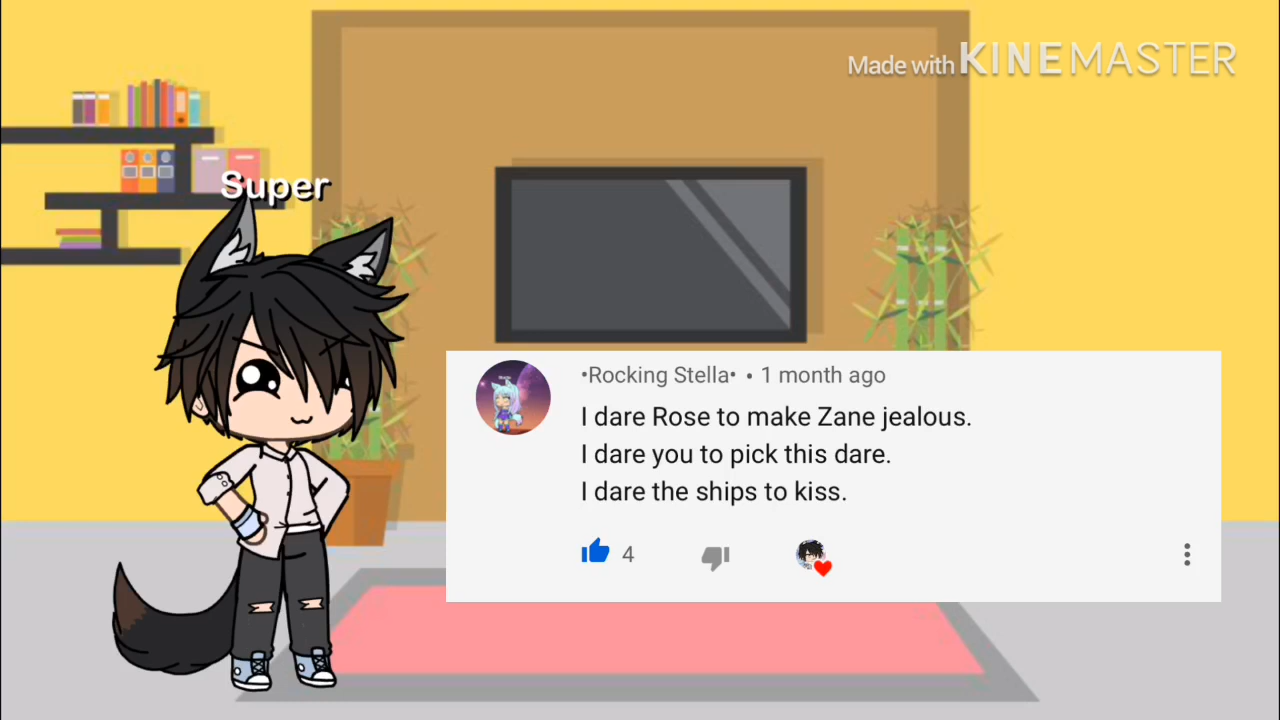 Made with KINEMASTER
Super
•Rocking Stella• • 1 month ago
I dare Rose to make Zane jealous.
I dare you to pick this dare.
I dare the ships to kiss.
4